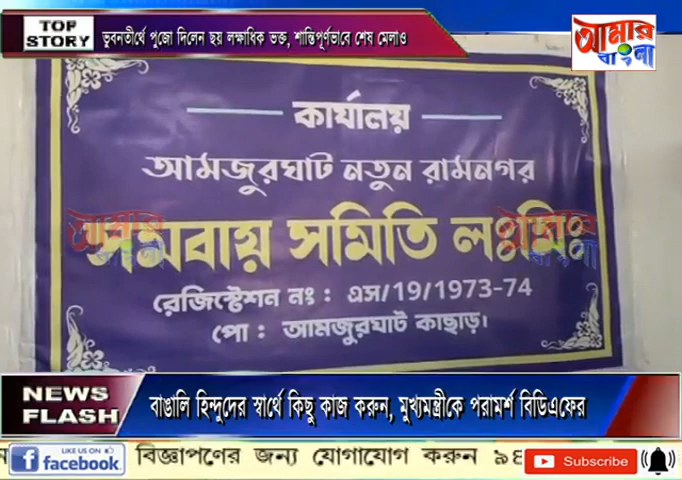 TOP
STORY
ভুবনতীর্থে পুজো দিলেন ছয় লক্ষাধিক ভক্ত, শান্তিপূর্ণভাবে শেষ মেলাও
আমার
বাংলা
কার্যালয়
আমজুরঘাট নতুন রামনগর
সমবায় সমিতি লঃমিঃ
রেজিস্টেশন নং : এস/19/1973-74
পো : আমজুরঘাট কাছাড়।
NEWS
FLASH
বাঙালি হিন্দুদের স্বার্থে কিছু কাজ করুন, মুখ্যমন্ত্রীকে পরামর্শ বিডিএফের
LIKE US ON
facebook
বিজ্ঞাপণের জন্য যোগাযোগ করুন
Subscribe